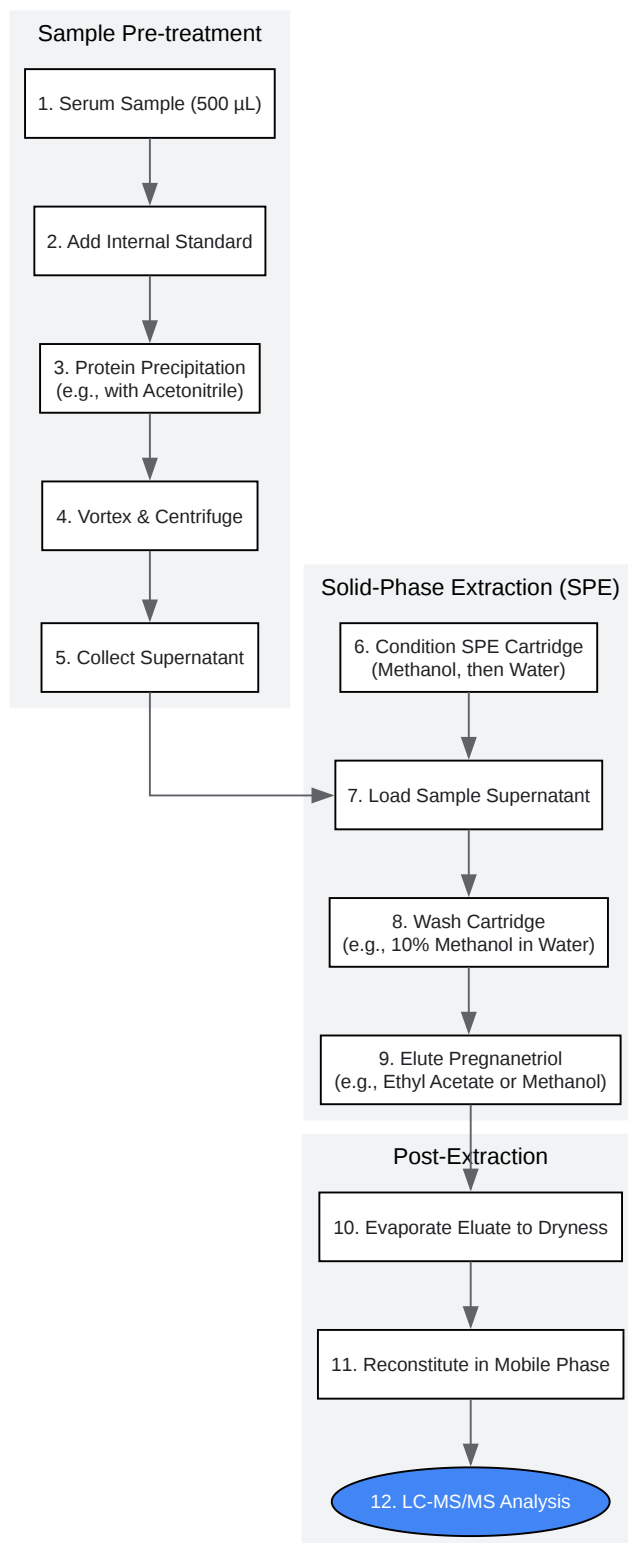 Sample Pre-treatment
1. Serum Sample (500 µL)
2. Add Internal Standard
3. Protein Precipitation
(e.g., with Acetonitrile)
4. Vortex & Centrifuge
5. Collect Supernatant
Solid-Phase Extraction (SPE)
6. Condition SPE Cartridge
(Methanol, then Water)
7. Load Sample Supernatant
8. Wash Cartridge
(e.g., 10% Methanol in Water)
9. Elute Pregnanetriol
(e.g., Ethyl Acetate or Methanol)
Post-Extraction
10. Evaporate Eluate to Dryness
11. Reconstitute in Mobile Phase
12. LC-MS/MS Analysis